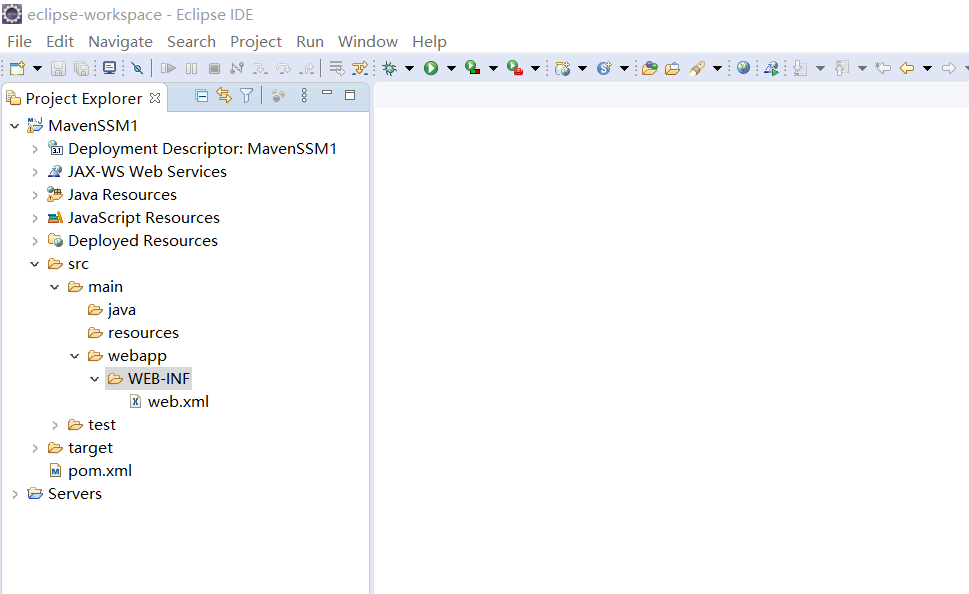 eclipse-workspace - Eclipse IDE
File Edit Navigate Search Project Run Window Help
Project Explorer
MavenSSM1
Deployment Descriptor: MavenSSM1
JAX-WS Web Services
Java Resources
JavaScript Resources
Deployed Resources
src
main
java
resources
webapp
WEB-INF
web.xml
test
target
pom.xml
Servers